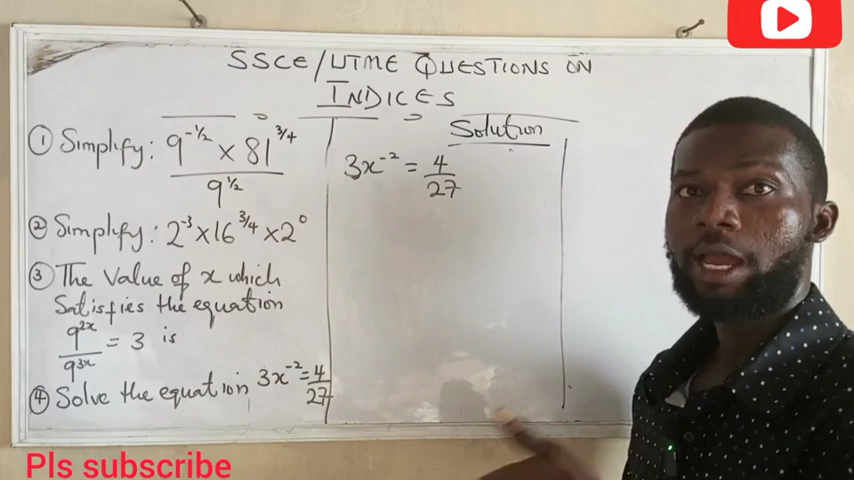 SSCE/UTME QUESTIONS ON
INDICES
① Simplify: 9^-½ × 81^¾
9^½
② Simplify: 2^-3 × 16^3/4 × 2^0
③ The Value of x which
Satisfies the equation
9^2x / 9^3x = 3 is
④ Solve the equation 3x^-2 = 4/27
Solution
3x^-2 = 4/27
Pls subscribe